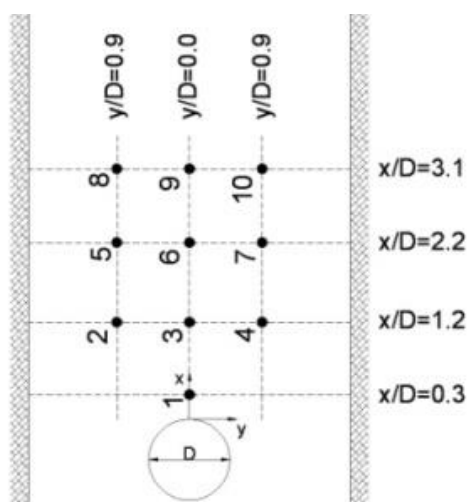 y/D=0.9
y/D=0.0
y/D=0.9
8
9
10
x/D=3.1
5
6
7
x/D=2.2
2
3
4
x/D=1.2
x
1
x/D=0.3
y
D